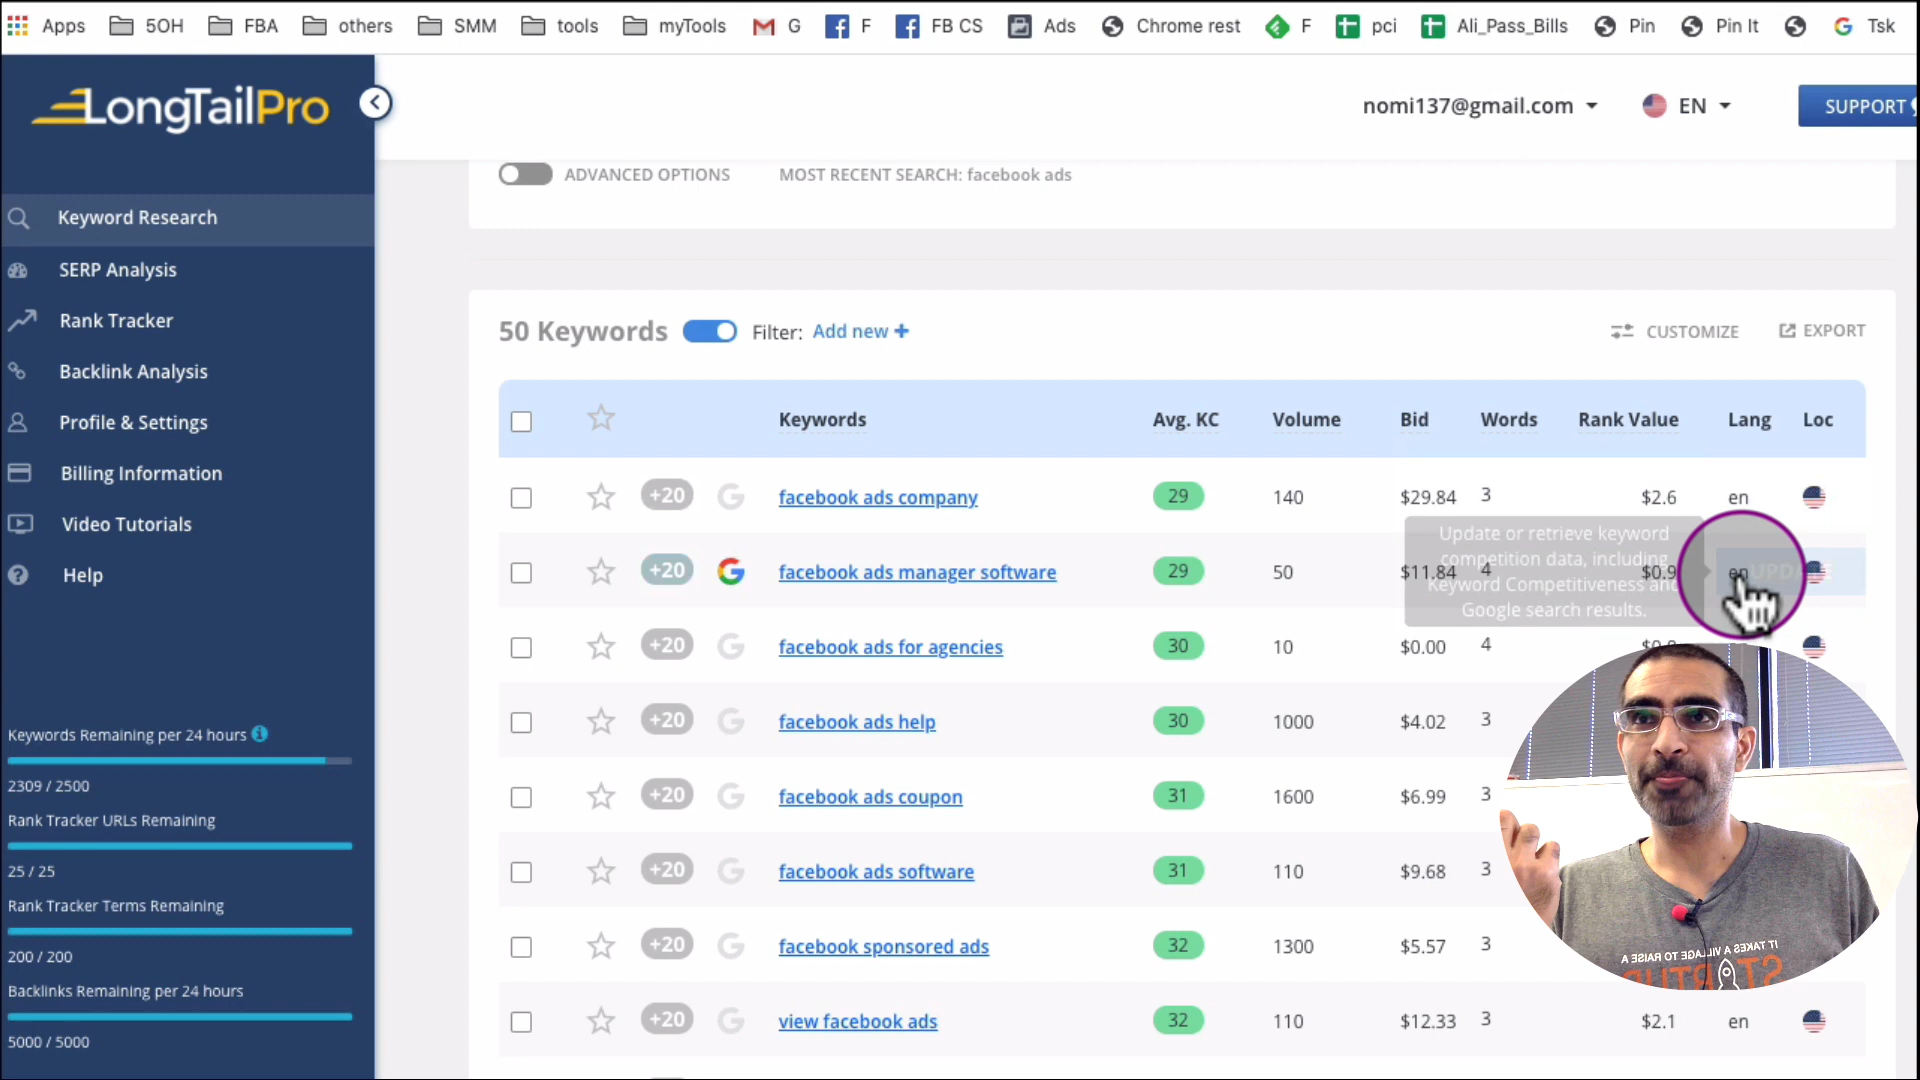 Apps 5OH FBA others SMM tools myTools G F FB CS Ads Chrome rest F pci Ali_Pass_Bills Pin Pin It Tsk
LongTailPro
nomi137@gmail.com EN SUPPORT
ADVANCED OPTIONS MOST RECENT SEARCH: facebook ads
Keyword Research
SERP Analysis
Rank Tracker
Backlink Analysis
Profile & Settings
Billing Information
Video Tutorials
Help
Keywords Remaining per 24 hours
2309 / 2500
Rank Tracker URLs Remaining
25 / 25
Rank Tracker Terms Remaining
200 / 200
Backlinks Remaining per 24 hours
5000 / 5000
50 Keywords Filter: Add new + CUSTOMIZE EXPORT
Keywords Avg. KC Volume Bid Words Rank Value Lang Loc
+20 facebook ads company 29 140 $29.84 3 $2.6 en
+20 facebook ads manager software 29 50 $11.84 4 $0.9 en UPDATE
Update or retrieve keyword
competition data, including
Keyword Competitiveness and
Google search results.
+20 facebook ads for agencies 30 10 $0.00 4
+20 facebook ads help 30 1000 $4.02 3
+20 facebook ads coupon 31 1600 $6.99 3
+20 facebook ads software 31 110 $9.68 3
+20 facebook sponsored ads 32 1300 $5.57 3
+20 view facebook ads 32 110 $12.33 3 $2.1 en
IT TAKES A VILLAGE TO RAISE A